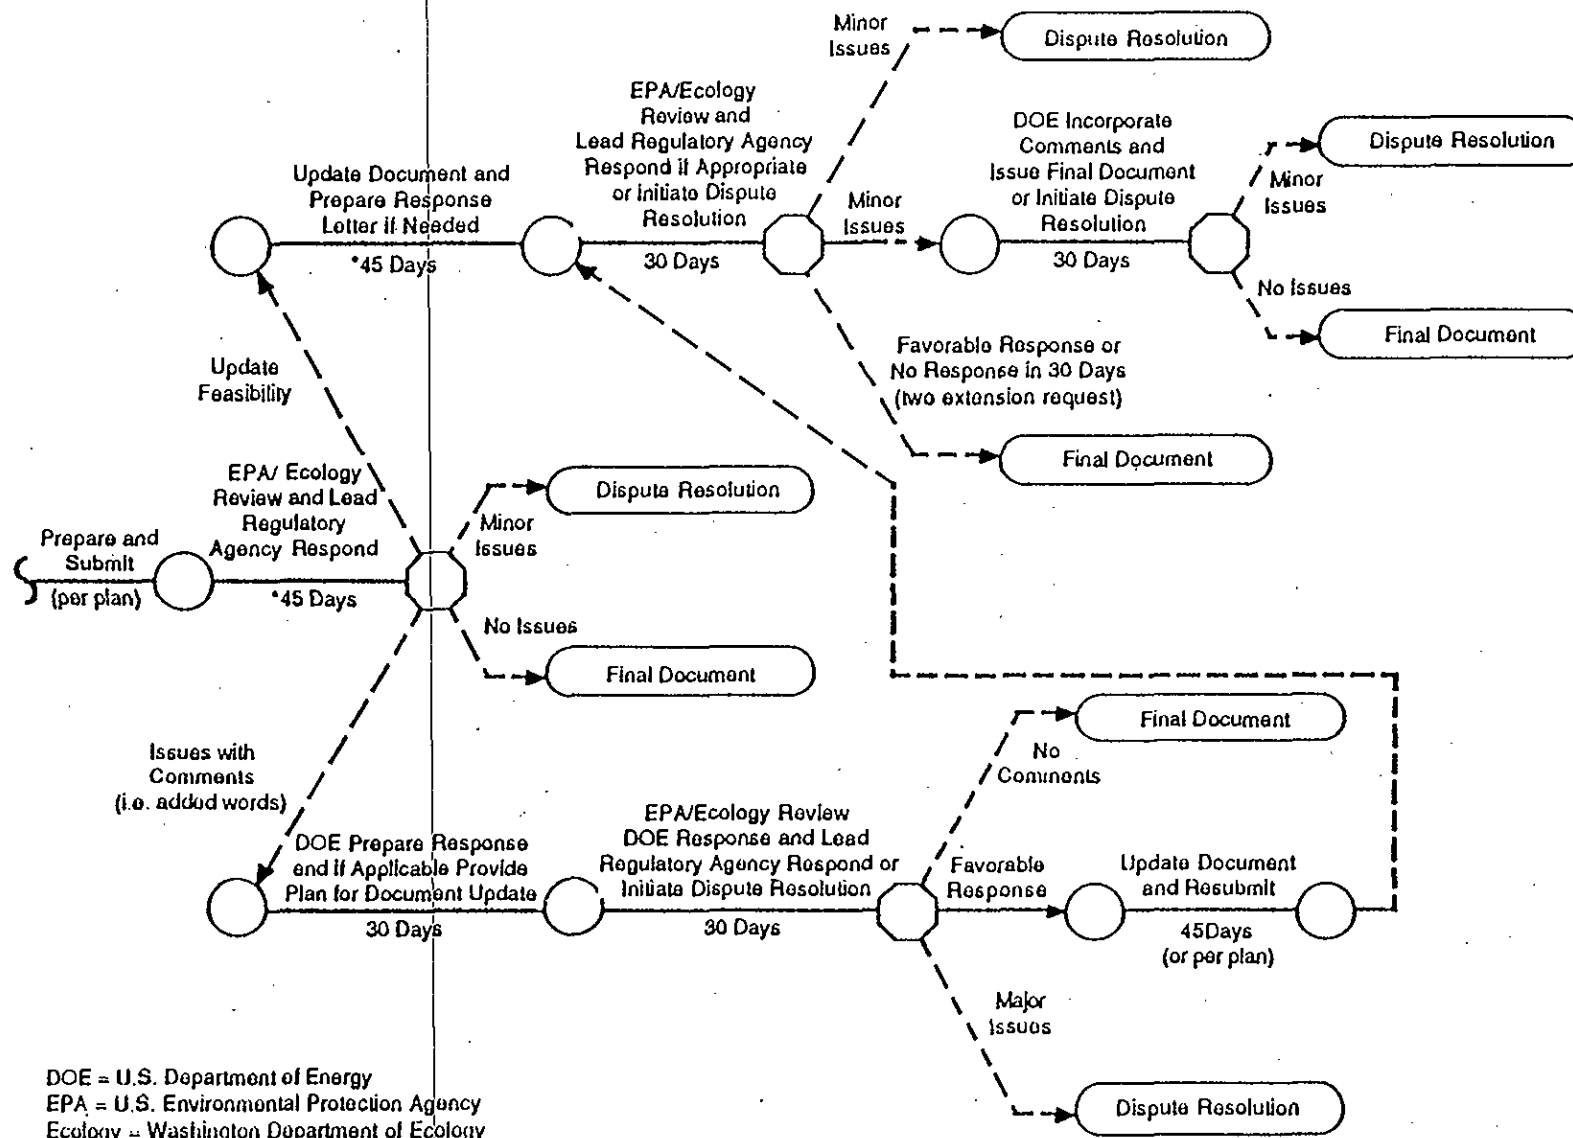 Minor
Issues
Dispute Resolution
EPA/Ecology
Review and
Lead Regulatory Agency
Respond if Appropriate
or Initiate Dispute
Resolution
30 Days
DOE Incorporate
Comments and
Issue Final Document
or Initiate Dispute
Resolution
30 Days
Dispute Resolution
Minor
Issues
Update Document and
Prepare Response
Letter if Needed
*45 Days
Minor
Issues
No Issues
Final Document
Update
Feasibility
Favorable Response or
No Response in 30 Days
(two extension request)
Final Document
EPA/ Ecology
Review and Lead
Regulatory
Agency Respond
*45 Days
Prepare and
Submit
(per plan)
Minor
Issues
Dispute Resolution
No Issues
Final Document
Issues with
Comments
(i.e. added words)
DOE Prepare Response
end if Applicable Provide
Plan for Document Update
30 Days
EPA/Ecology Review
DOE Response and Lead
Regulatory Agency Respond or
Initiate Dispute Resolution
30 Days
No
Comments
Final Document
Favorable
Response
Update Document
and Resubmit
45Days
(or per plan)
Major
Issues
Dispute Resolution
DOE = U.S. Department of Energy
EPA = U.S. Environmental Protection Agency
Ecology = Washington Department of Ecology